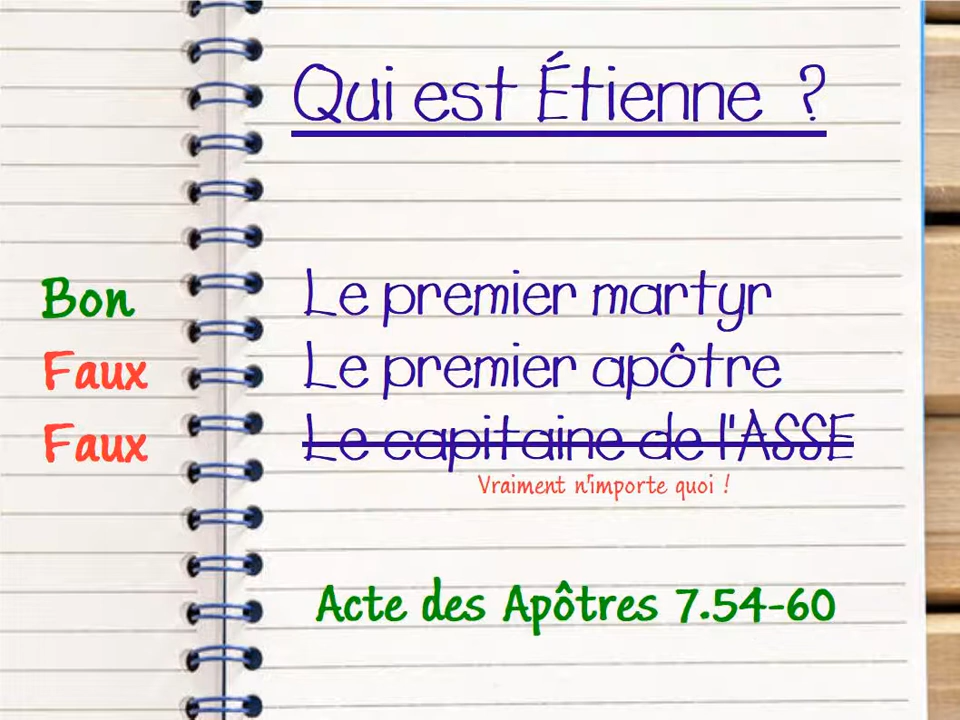 Qui est Étienne ?
Bon Le premier martyr
Faux Le premier apôtre
Faux Le capitaine de l'ASSE
Vraiment n'importe quoi !
Acte des Apôtres 7.54-60